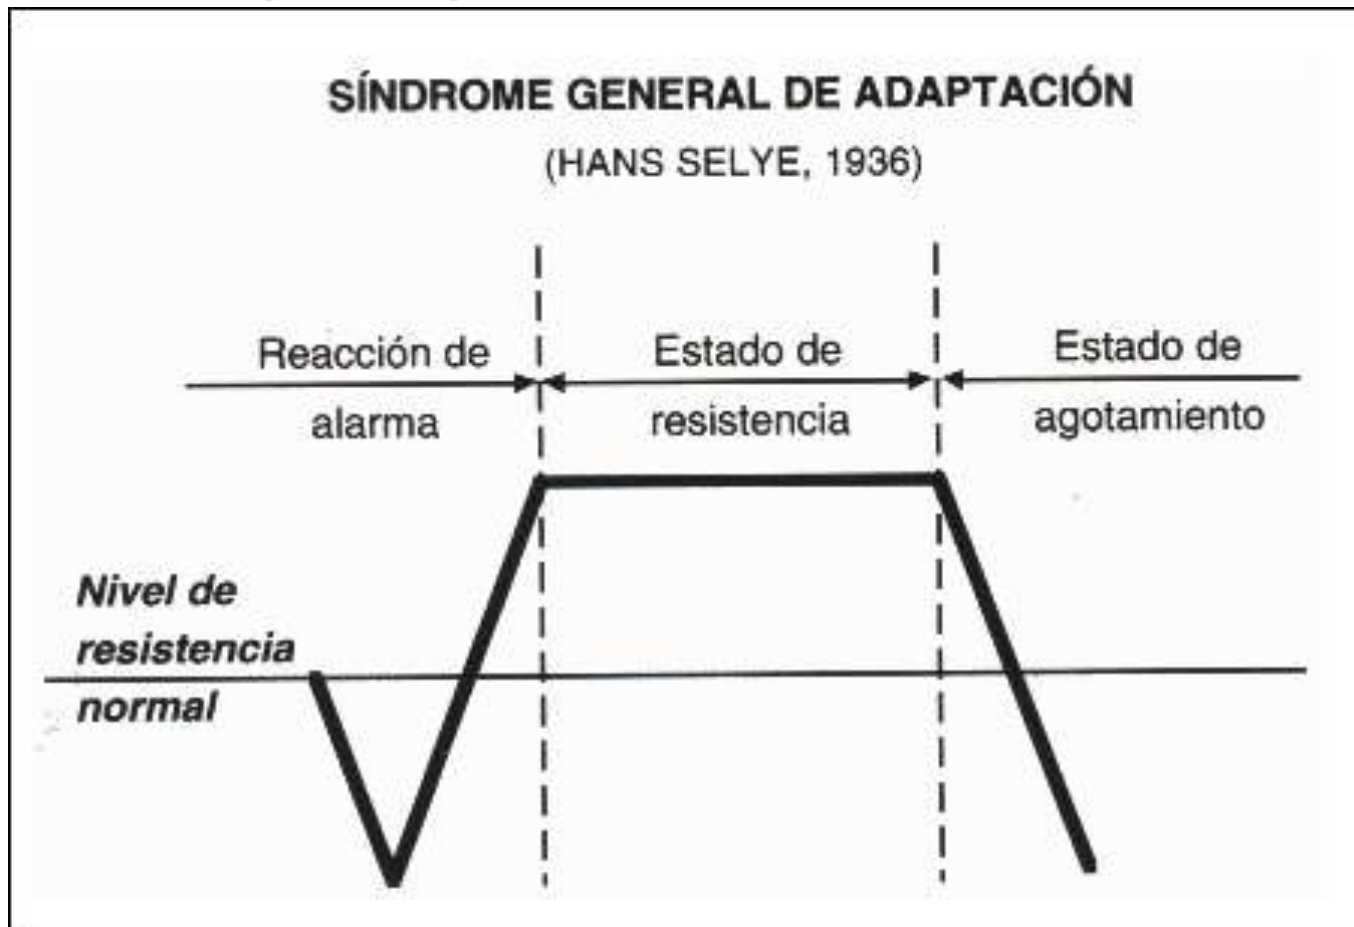 SÍNDROME GENERAL DE ADAPTACIÓN
(HANS SELYE, 1936)
Reacción de
alarma
Estado de
resistencia
Estado de
agotamiento
Nivel de
resistencia
normal